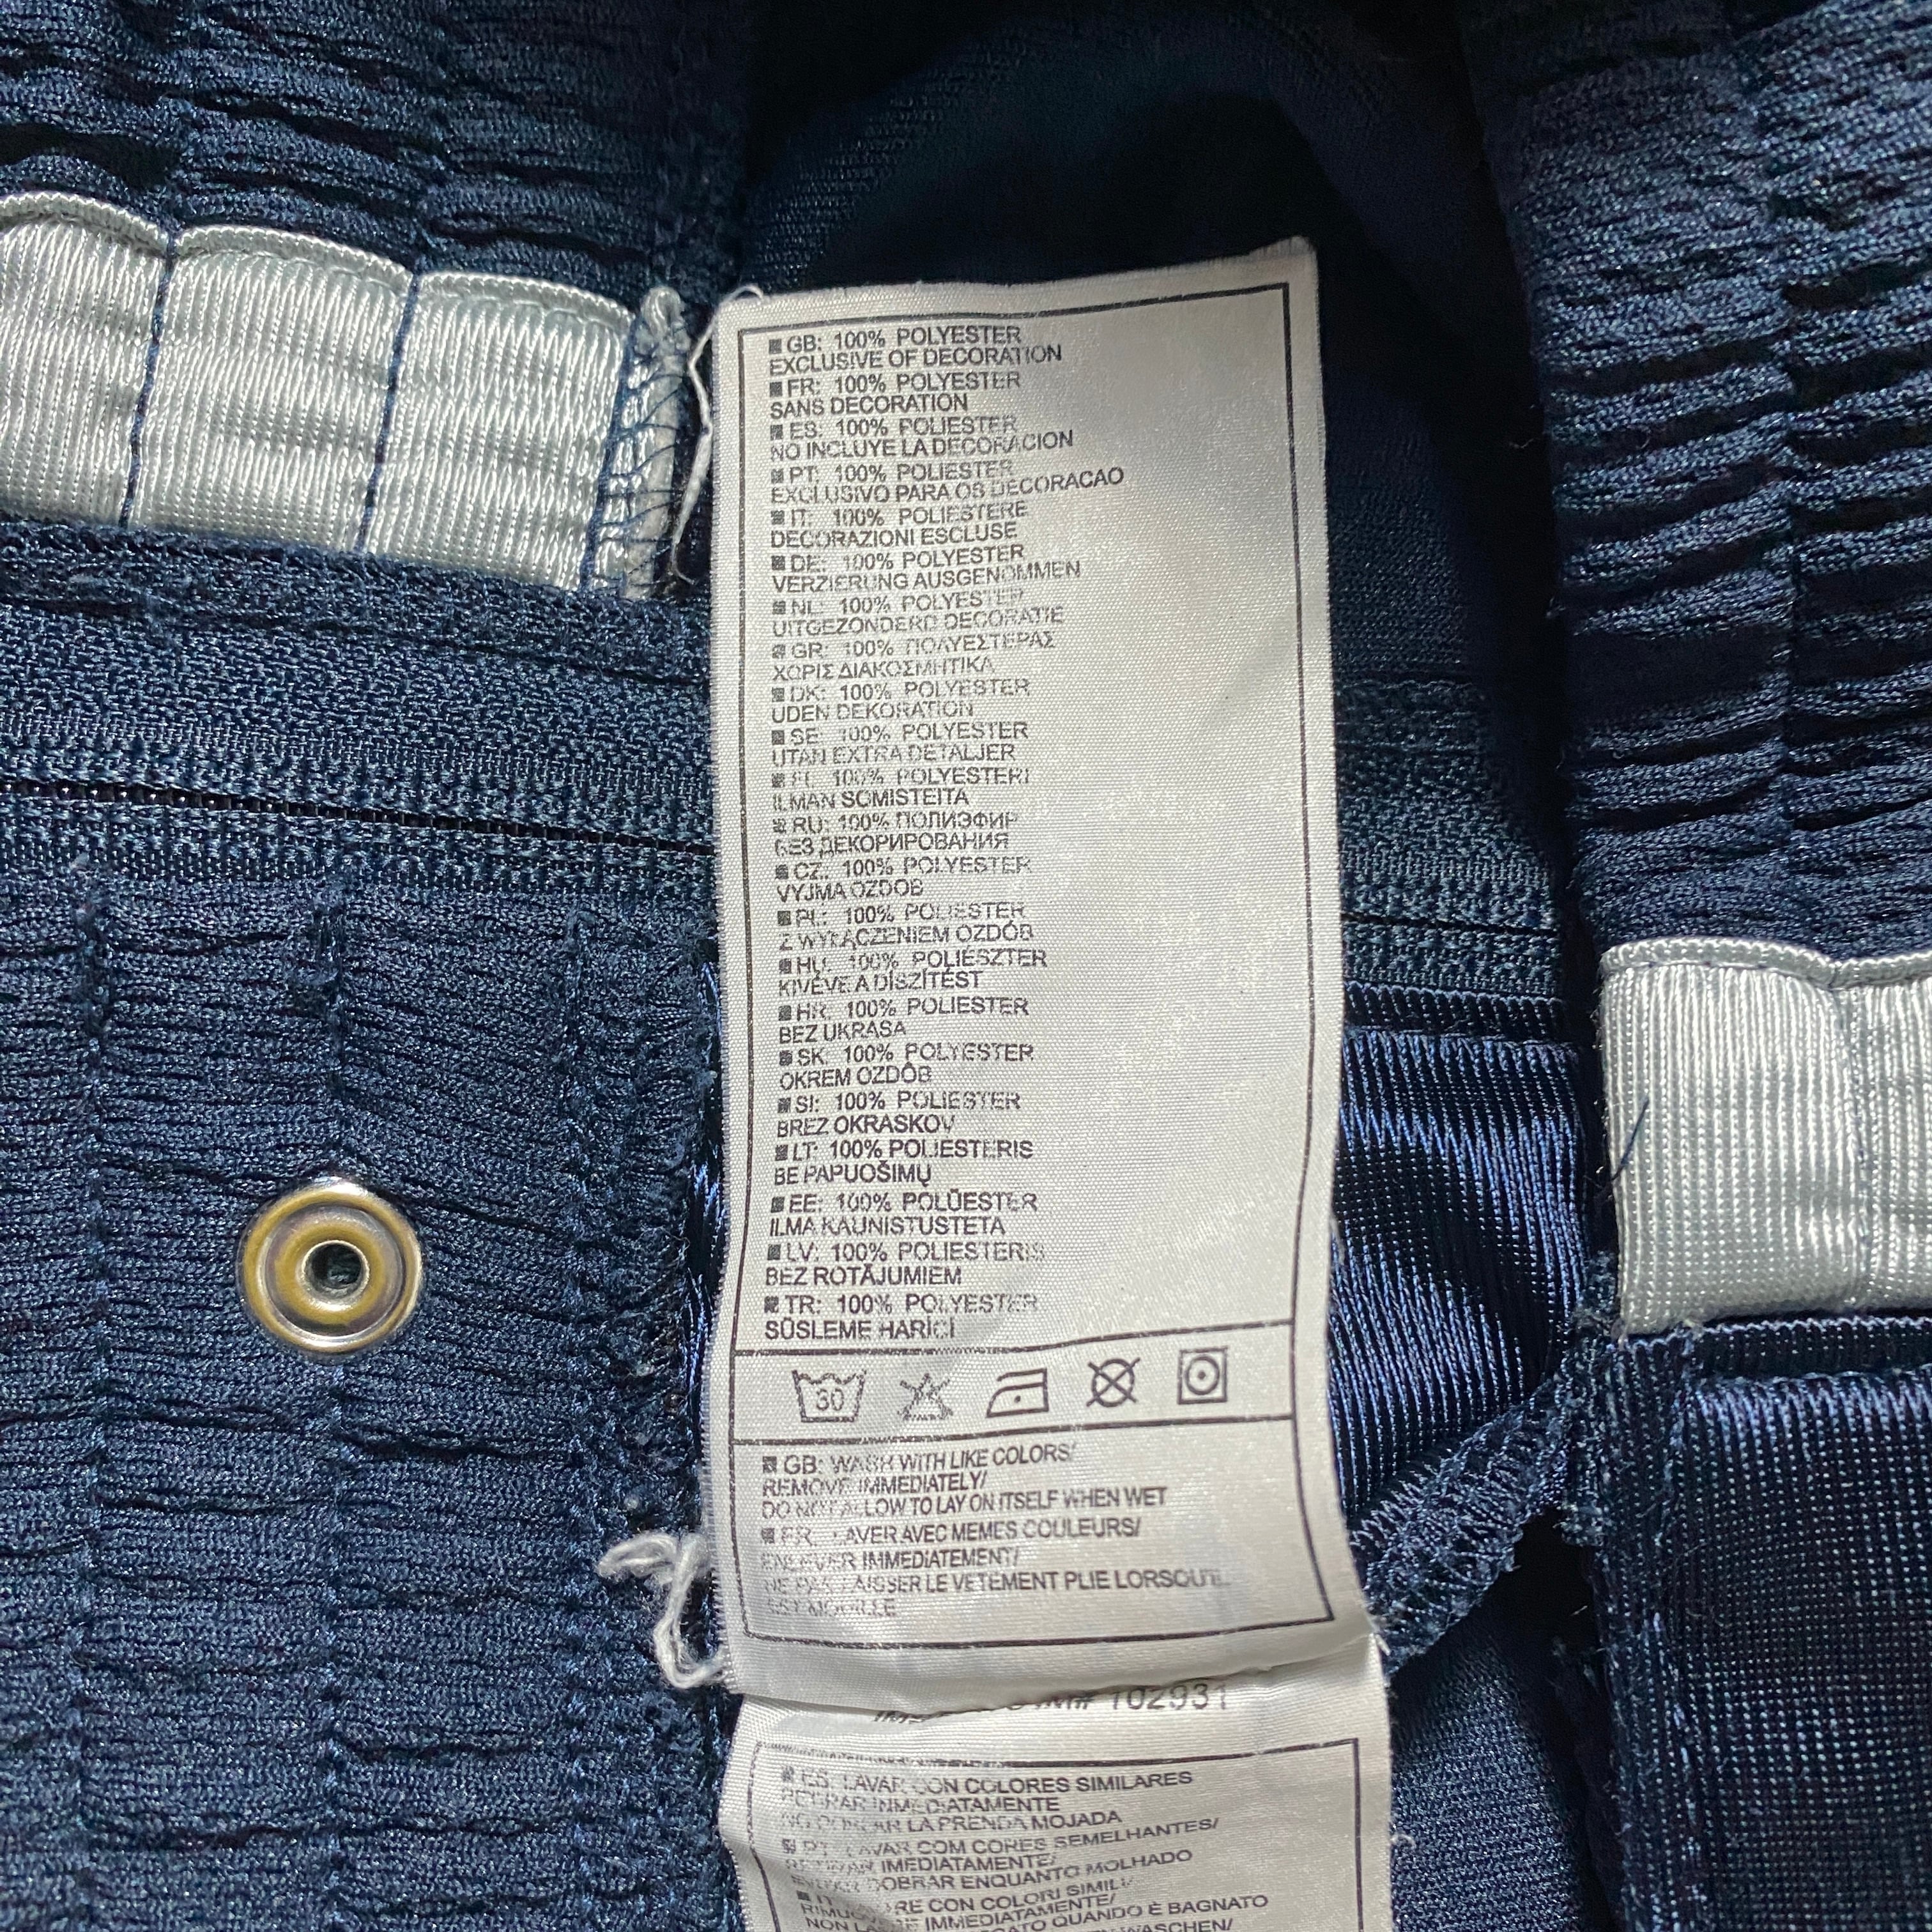 GB: 100% POLYESTER
EXCLUSIVE OF DECORATION
FR: 100% POLYESTER
SANS DECORATION
ES: 100% POLIESTER
NO INCLUYE LA DECORACION
PT: 100% POLIESTER
EXCLUSIVO PARA OS DECORACAO
IT: 100% POLIESTERE
DECORAZIONI ESCLUSE
DE: 100% POLYESTER
VERZIERUNG AUSGENOMMEN
NL: 100% POLYESTER
UITGEZONDERD DECORATIE
GR: 100% ΠΟΛΥΕΣΤΕΡΑΣ
ΧΩΡΙΣ ΔΙΑΚΟΣΜΗΤΙΚΑ
DK: 100% POLYESTER
UDEN DEKORATION
SE: 100% POLYESTER
UTAN EXTRA DETALJER
FI: 100% POLYESTERI
ILMAN SOMISTEITA
RU: 100% ПОЛИЭФИР
БЕЗ ДЕКОРИРОВАНИЯ
CZ: 100% POLYESTER
VYJMA OZDOB
PL: 100% POLIESTER
Z WYŁĄCZENIEM OZDÓB
HU: 100% POLIÉSZTER
KIVÉVE A DÍSZÍTÉST
HR: 100% POLIESTER
BEZ UKRASA
SK: 100% POLYESTER
OKREM OZDÔB
SI: 100% POLIESTER
BREZ OKRASKOV
LT: 100% POLIESTERIS
BE PAPUOŠIMŲ
EE: 100% POLÜESTER
ILMA KAUNISTUSTETA
LV: 100% POLIESTERIS
BEZ ROTĀJUMIEM
TR: 100% POLYESTER
SÜSLEME HARİCİ
30
GB: WASH WITH LIKE COLORS/
REMOVE IMMEDIATELY/
DO NOT ALLOW TO LAY ON ITSELF WHEN WET
FR: LAVER AVEC MEMES COULEURS/
ENLEVER IMMEDIATEMENT/
NE PAS LAISSER LE VETEMENT PLIE LORSQU'IL
EST MOUILLE
102931
ES: LAVAR CON COLORES SIMILARES
RETIRAR INMEDIATAMENTE
NO DOBLAR LA PRENDA MOJADA
PT: LAVAR COM CORES SEMELHANTES/
RETIRAR IMEDIATAMENTE/
EVITAR DOBRAR ENQUANTO MOLHADO
IT CON COLORI SIMILI/
IMMEDIATAMENTE/
NON QUANDO È BAGNATO
WASCHEN/